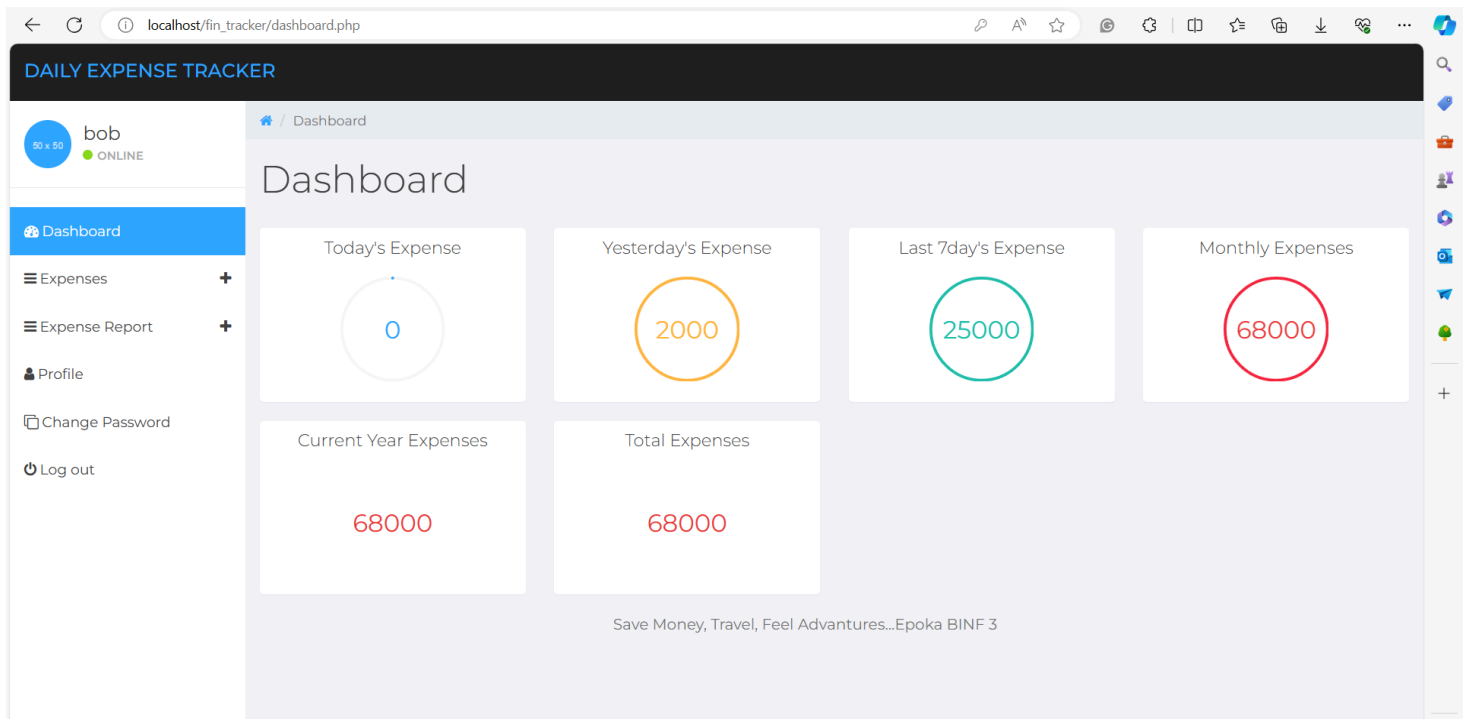 localhost/fin_tracker/dashboard.php
DAILY EXPENSE TRACKER
50 x 50
bob
ONLINE
Dashboard
Expenses
Expense Report
Profile
Change Password
Log out
/ Dashboard
Dashboard
Today's Expense
0
Yesterday's Expense
2000
Last 7day's Expense
25000
Monthly Expenses
68000
Current Year Expenses
68000
Total Expenses
68000
Save Money, Travel, Feel Advantures...Epoka BINF 3